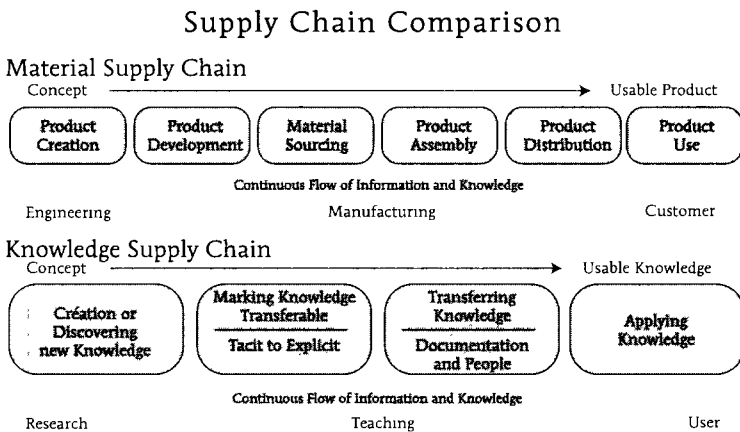 Supply Chain Comparison
Material Supply Chain
Concept
Usable Product
Product
Creation
Product
Development
Material
Sourcing
Product
Assembly
Product
Distribution
Product
Use
Continuous Flow of Information and Knowledge
Engineering
Manufacturing
Customer
Knowledge Supply Chain
Concept
Usable Knowledge
Création or
Discovering
new Knowledge
Marking Knowledge
Transferable
Tacit to Explicit
Transferring
Knowledge
Documentation
and People
Applying
Knowledge
Continuous Flow of Information and Knowledge
Research
Teaching
User